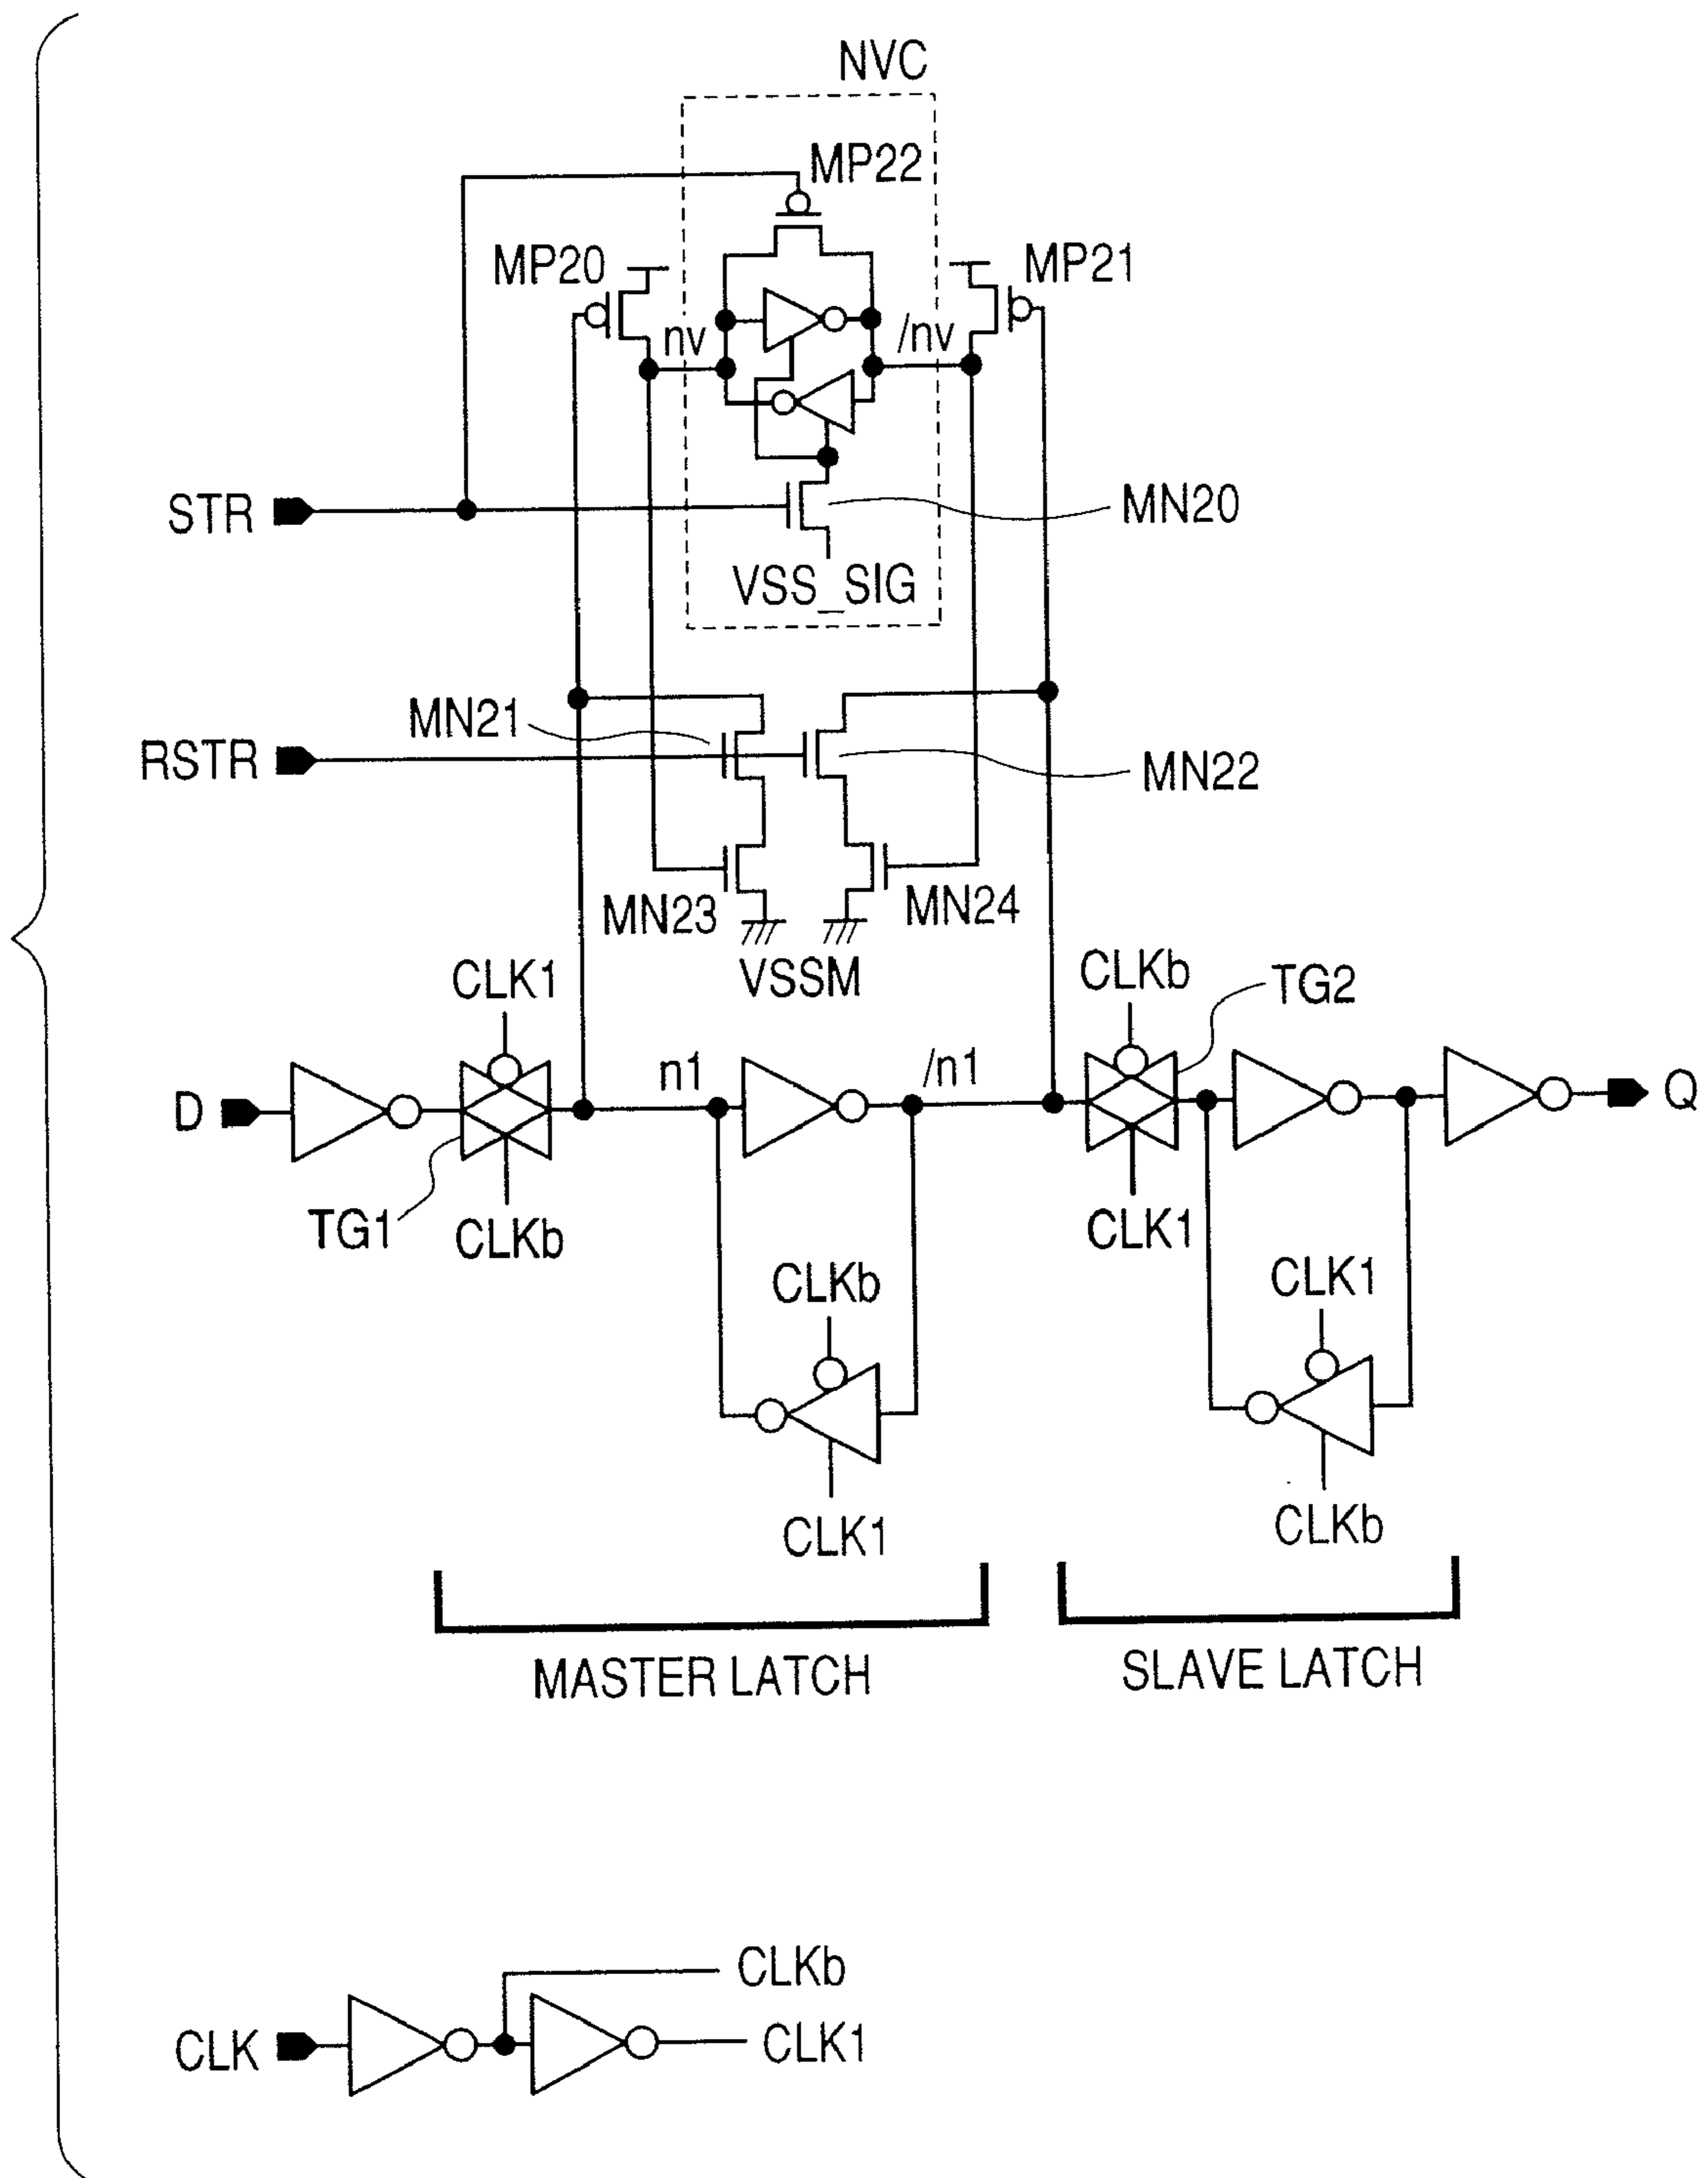 NVC
MP22
MP20
MP21
nv
/nv
STR
MN20
VSS_SIG
MN21
RSTR
MN22
MN23
MN24
VSSM
CLK1
CLKb
TG2
D
n1
/n1
Q
TG1
CLKb
CLK1
CLKb
CLK1
CLK1
CLKb
MASTER LATCH
SLAVE LATCH
CLKb
CLK
CLK1